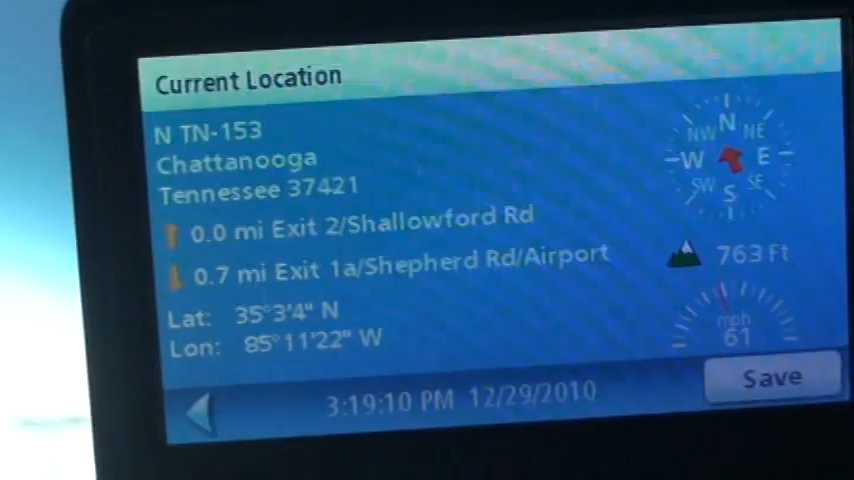 Current Location
N TN-153
Chattanooga
Tennessee 37421
0.0 mi Exit 2/Shallowford Rd
0.7 mi Exit 1a/Shepherd Rd/Airport
Lat: 35°3'4" N
Lon: 85°11'22" W
N
NW NE
W E
SW SE
S
763 Ft
mph
61
3:19:10 PM 12/29/2010
Save